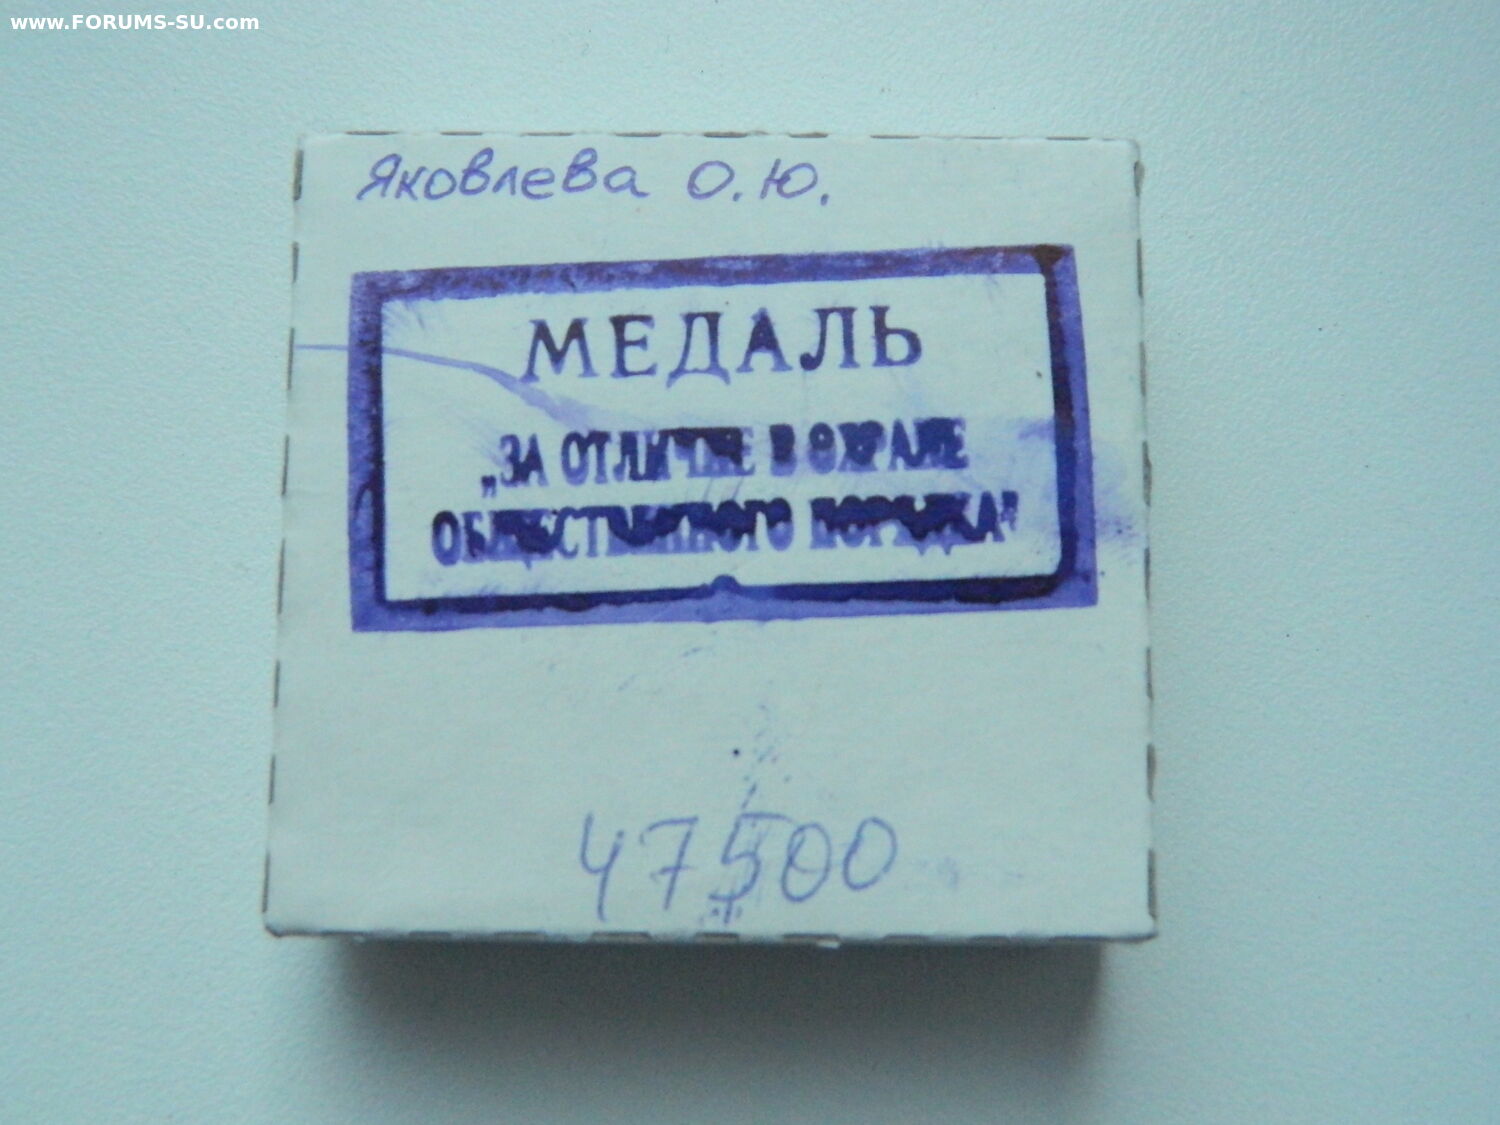 www.FORUMS-SU.com
Яковлева О.Ю.
МЕДАЛЬ
„ЗА ОТЛИЧИЕ В ОХРАНЕ
ОБЩЕСТВЕННОГО ПОРЯДКА"
47500